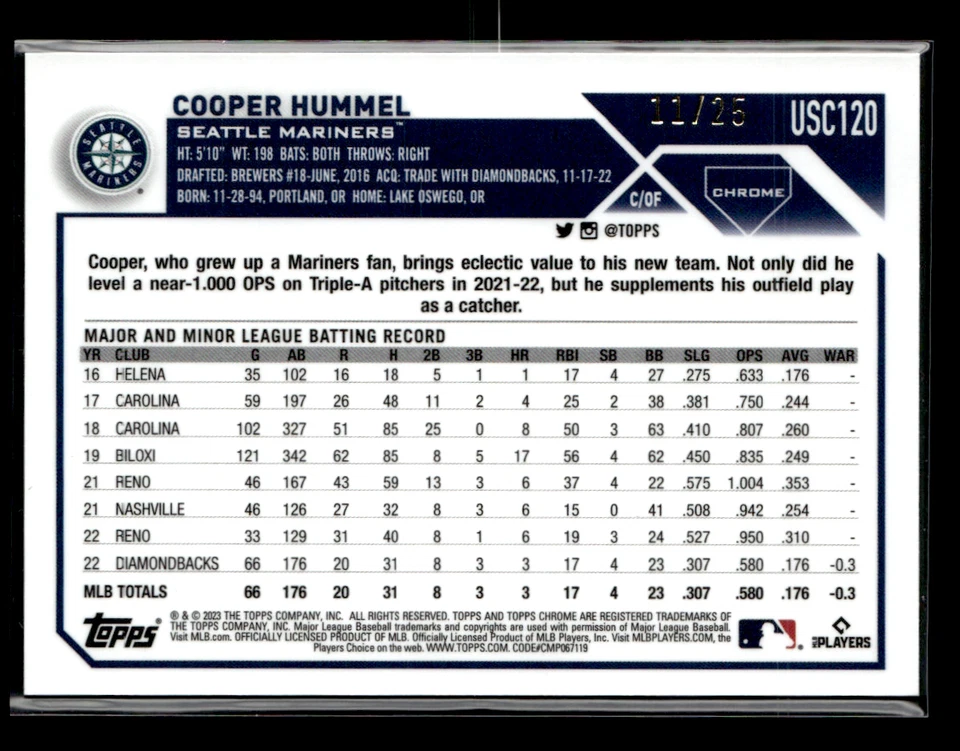 COOPER HUMMEL
11/25
USC120
SEATTLE MARINERS™
SEATTLE MARINERS
HT: 5'10" WT: 198 BATS: BOTH THROWS: RIGHT
DRAFTED: BREWERS #18-JUNE, 2016 ACQ: TRADE WITH DIAMONDBACKS, 11-17-22
BORN: 11-28-94, PORTLAND, OR HOME: LAKE OSWEGO, OR
C/OF
CHROME
@TOPPS
Cooper, who grew up a Mariners fan, brings eclectic value to his new team. Not only did he
level a near-1.000 OPS on Triple-A pitchers in 2021-22, but he supplements his outfield play
as a catcher.
MAJOR AND MINOR LEAGUE BATTING RECORD
YR CLUB G AB R H 2B 3B HR RBI SB BB SLG OPS AVG WAR
16 HELENA 35 102 16 18 5 1 1 17 4 27 .275 .633 .176 -
17 CAROLINA 59 197 26 48 11 2 4 25 2 38 .381 .750 .244 -
18 CAROLINA 102 327 51 85 25 0 8 50 3 63 .410 .807 .260 -
19 BILOXI 121 342 62 85 8 5 17 56 4 62 .450 .835 .249 -
21 RENO 46 167 43 59 13 3 6 37 4 22 .575 1.004 .353 -
21 NASHVILLE 46 126 27 32 8 3 6 15 0 41 .508 .942 .254 -
22 RENO 33 129 31 40 8 1 6 19 3 24 .527 .950 .310 -
22 DIAMONDBACKS 66 176 20 31 8 3 3 17 4 23 .307 .580 .176 -0.3
MLB TOTALS 66 176 20 31 8 3 3 17 4 23 .307 .580 .176 -0.3
TOPPS®
® & © 2023 THE TOPPS COMPANY, INC. ALL RIGHTS RESERVED. TOPPS AND TOPPS CHROME ARE REGISTERED TRADEMARKS OF
THE TOPPS COMPANY, INC. Major League Baseball trademarks and copyrights are used with permission of Major League Baseball.
Visit MLB.com. OFFICIALLY LICENSED PRODUCT OF MLB. Officially Licensed Product of MLB Players, Inc. Visit MLBPLAYERS.COM, the
Players Choice on the web. WWW.TOPPS.COM. CODE#CMP067119
MLB PLAYERS